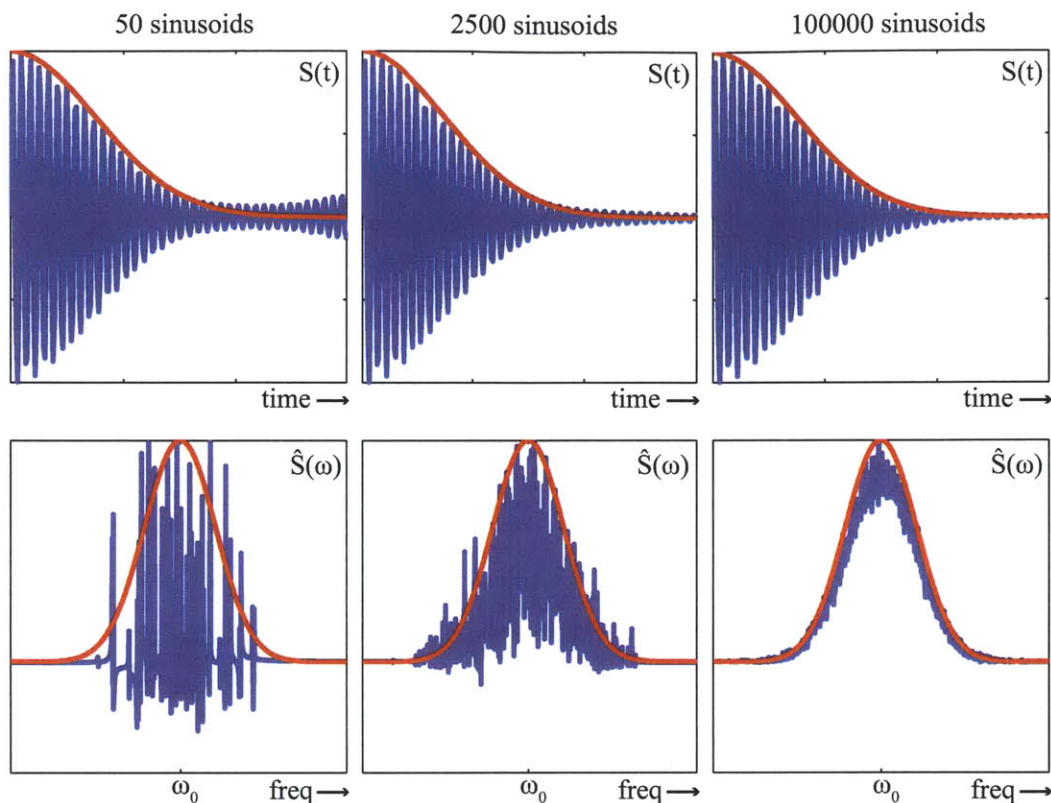 50 sinusoids
2500 sinusoids
100000 sinusoids
S(t)
S(t)
S(t)
time →
time →
time →
Ŝ(ω)
Ŝ(ω)
Ŝ(ω)
ω₀
freq →
ω₀
freq →
ω₀
freq →